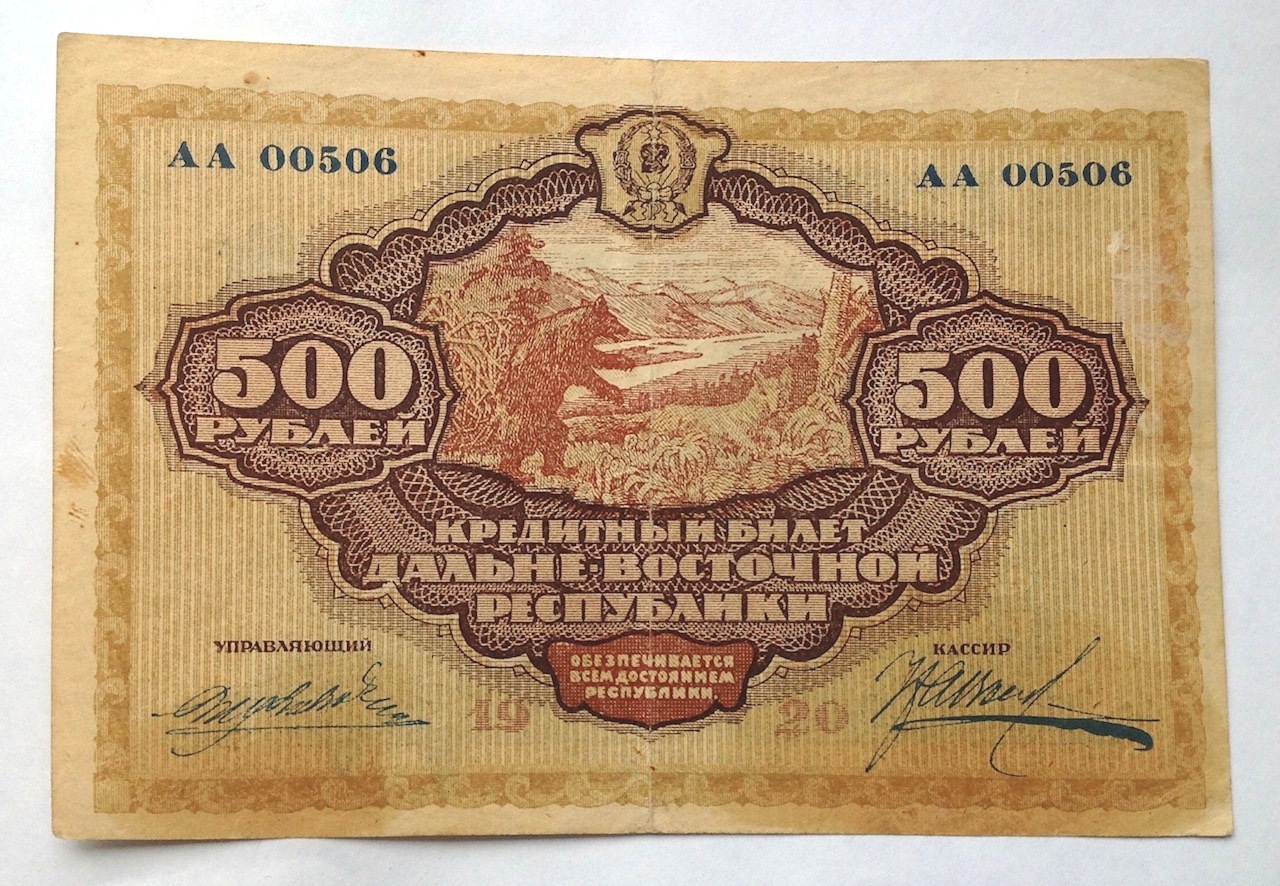 АА 00506
АА 00506
500
РУБЛЕЙ
500
РУБЛЕЙ
КРЕДИТНЫЙ БИЛЕТ
ДАЛЬНЕ-ВОСТОЧНОЙ
РЕСПУБЛИКИ
УПРАВЛЯЮЩИЙ
КАССИР
ОБЕЗПЕЧИВАЕТСЯ
ВСЕМ ДОСТОЯНИЕМ
РЕСПУБЛИКИ.
19 20